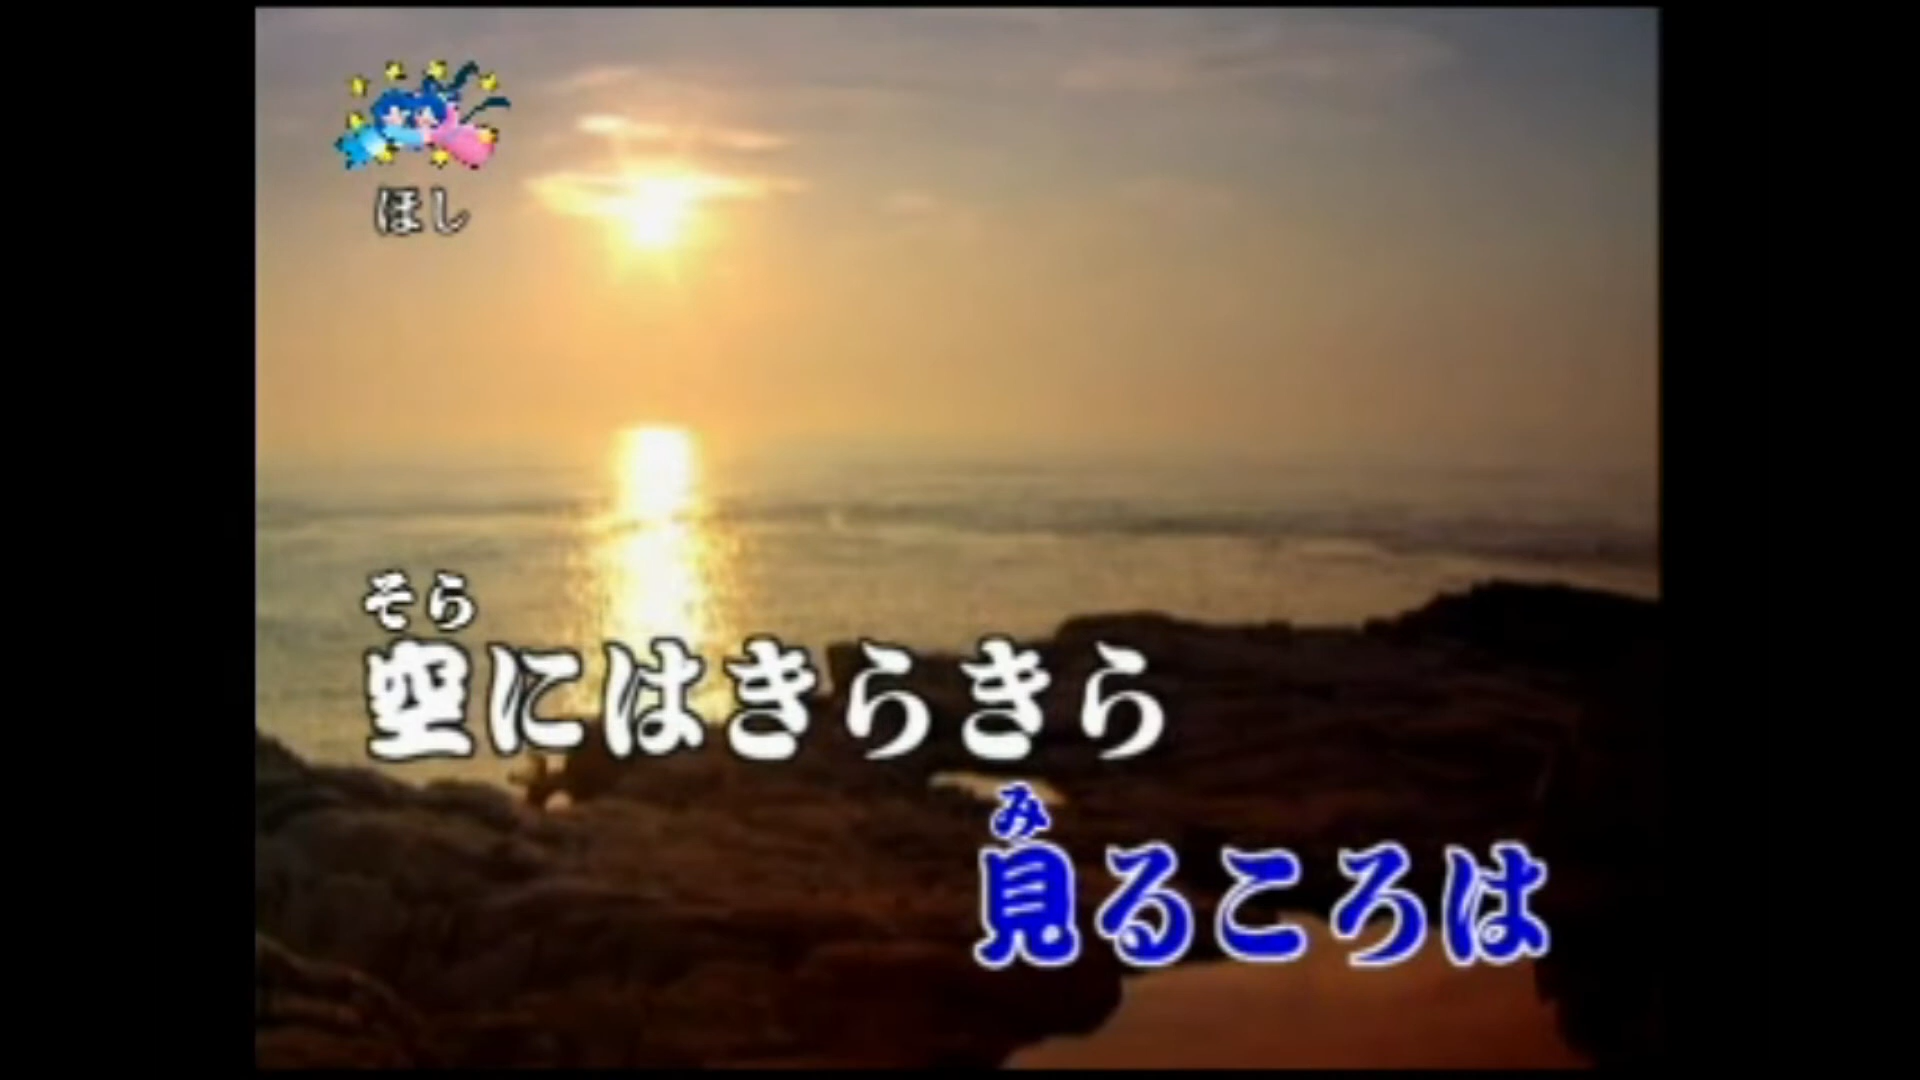 ほし
そら
空にはきらきら
み
見るころは